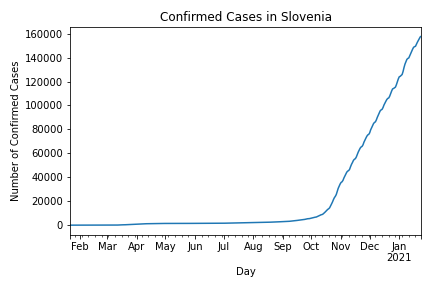 Confirmed Cases in Slovenia
160000
140000
120000
100000
80000
60000
40000
20000
0
Number of Confirmed Cases
Feb Mar Apr May Jun Jul Aug Sep Oct Nov Dec Jan
2021
Day